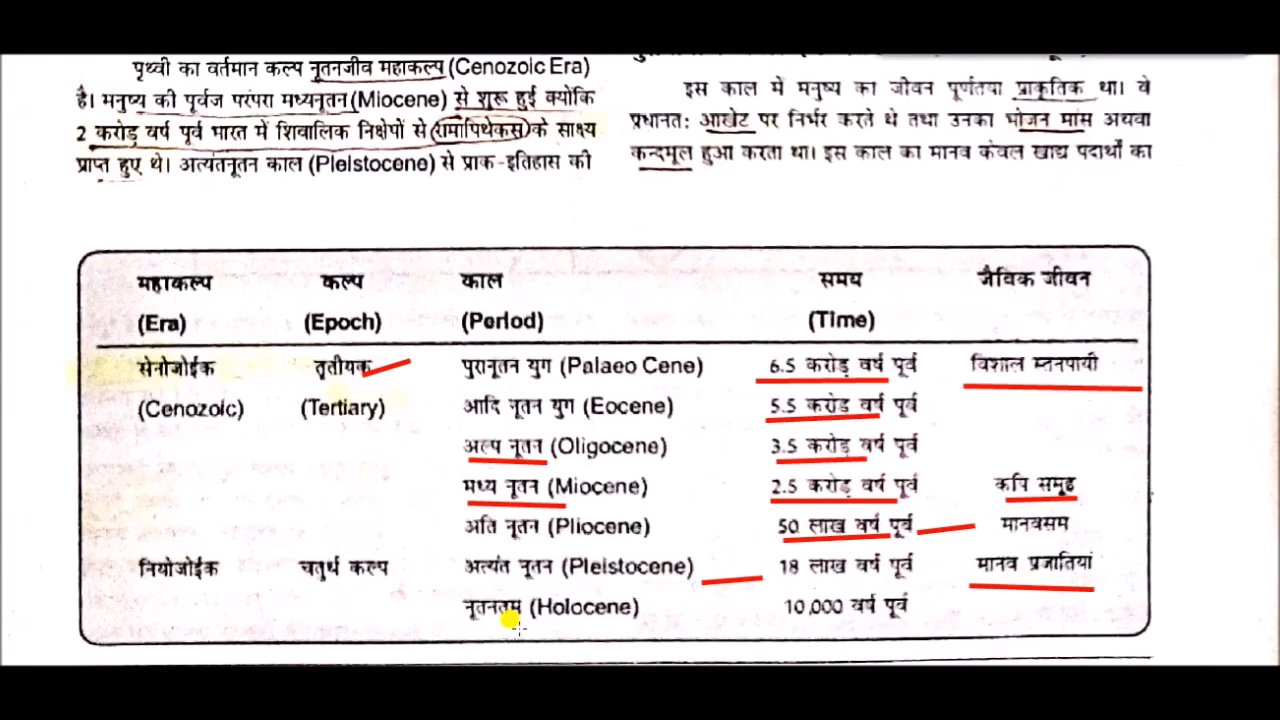 पृथ्वी का वर्तमान कल्प नूतनजीव महाकल्प (Cenozoic Era)
है। मनुष्य की पूर्वज परंपरा मध्यनूतन (Miocene) से शुरू हुई क्योंकि
2 करोड़ वर्ष पूर्व भारत में शिवालिक निक्षेपों से रामापिथेकस के साक्ष्य
प्राप्त हुए थे। अत्यंतनूतन काल (Pleistocene) से प्राक-इतिहास की
इस काल में मनुष्य का जीवन पूर्णतया प्राकृतिक था। वे
प्रधानत: आखेट पर निर्भर करते थे तथा उनका भोजन मांस अथवा
कन्दमूल हुआ करता था। इस काल का मानव केवल खाद्य पदार्थों का
महाकल्प कल्प काल समय जैविक जीवन
(Era) (Epoch) (Period) (Time)
सेनोजोईक तृतीयक पुरानूतन युग (Palaeo Cene) 6.5 करोड़ वर्ष पूर्व विशाल स्तनपायी
(Cenozoic) (Tertiary) आदि नूतन युग (Eocene) 5.5 करोड़ वर्ष पूर्व
अल्प नूतन (Oligocene) 3.5 करोड़ वर्ष पूर्व
मध्य नूतन (Miocene) 2.5 करोड़ वर्ष पूर्व कपि समूह
अति नूतन (Pliocene) 50 लाख वर्ष पूर्व मानवसम
नियोजोईक चतुर्थ कल्प अत्यंत नूतन (Pleistocene) 18 लाख वर्ष पूर्व मानव प्रजातियां
नूतनतम (Holocene) 10,000 वर्ष पूर्व